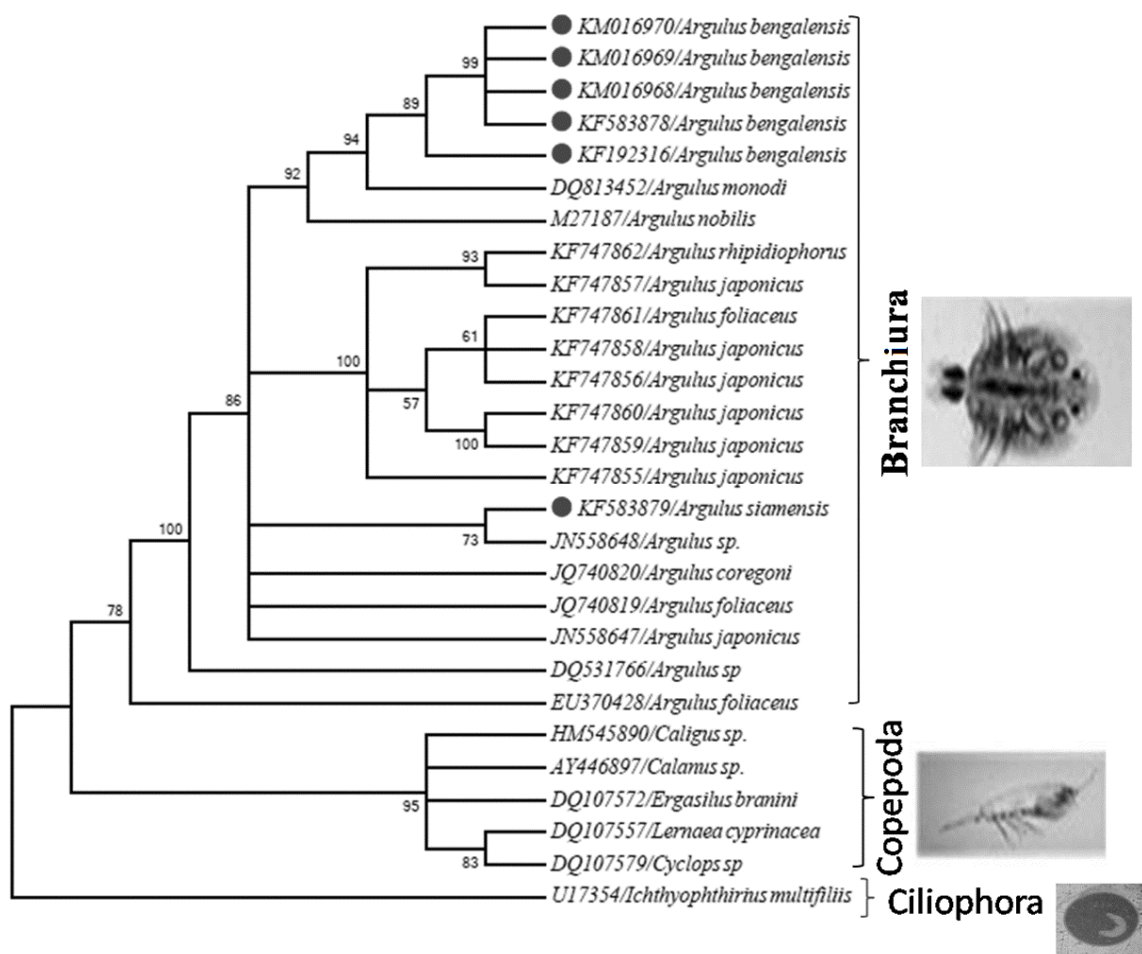 KM016970/Argulus bengalensis
KM016969/Argulus bengalensis
99
KM016968/Argulus bengalensis
89
KF583878/Argulus bengalensis
94
KF192316/Argulus bengalensis
92
DQ813452/Argulus monodi
M27187/Argulus nobilis
KF747862/Argulus rhipidiophorus
93
KF747857/Argulus japonicus
KF747861/Argulus foliaceus
61
KF747858/Argulus japonicus
100
KF747856/Argulus japonicus
57
86
KF747860/Argulus japonicus
100
KF747859/Argulus japonicus
KF747855/Argulus japonicus
KF583879/Argulus siamensis
100
73
JN558648/Argulus sp.
JQ740820/Argulus coregoni
78
JQ740819/Argulus foliaceus
JN558647/Argulus japonicus
DQ531766/Argulus sp
EU370428/Argulus foliaceus
Branchiura
HM545890/Caligus sp.
AY446897/Calamus sp.
95
DQ107572/Ergasilus branini
DQ107557/Lernaea cyprinacea
83
DQ107579/Cyclops sp
Copepoda
U17354/Ichthyophthirius multifiliis
Ciliophora